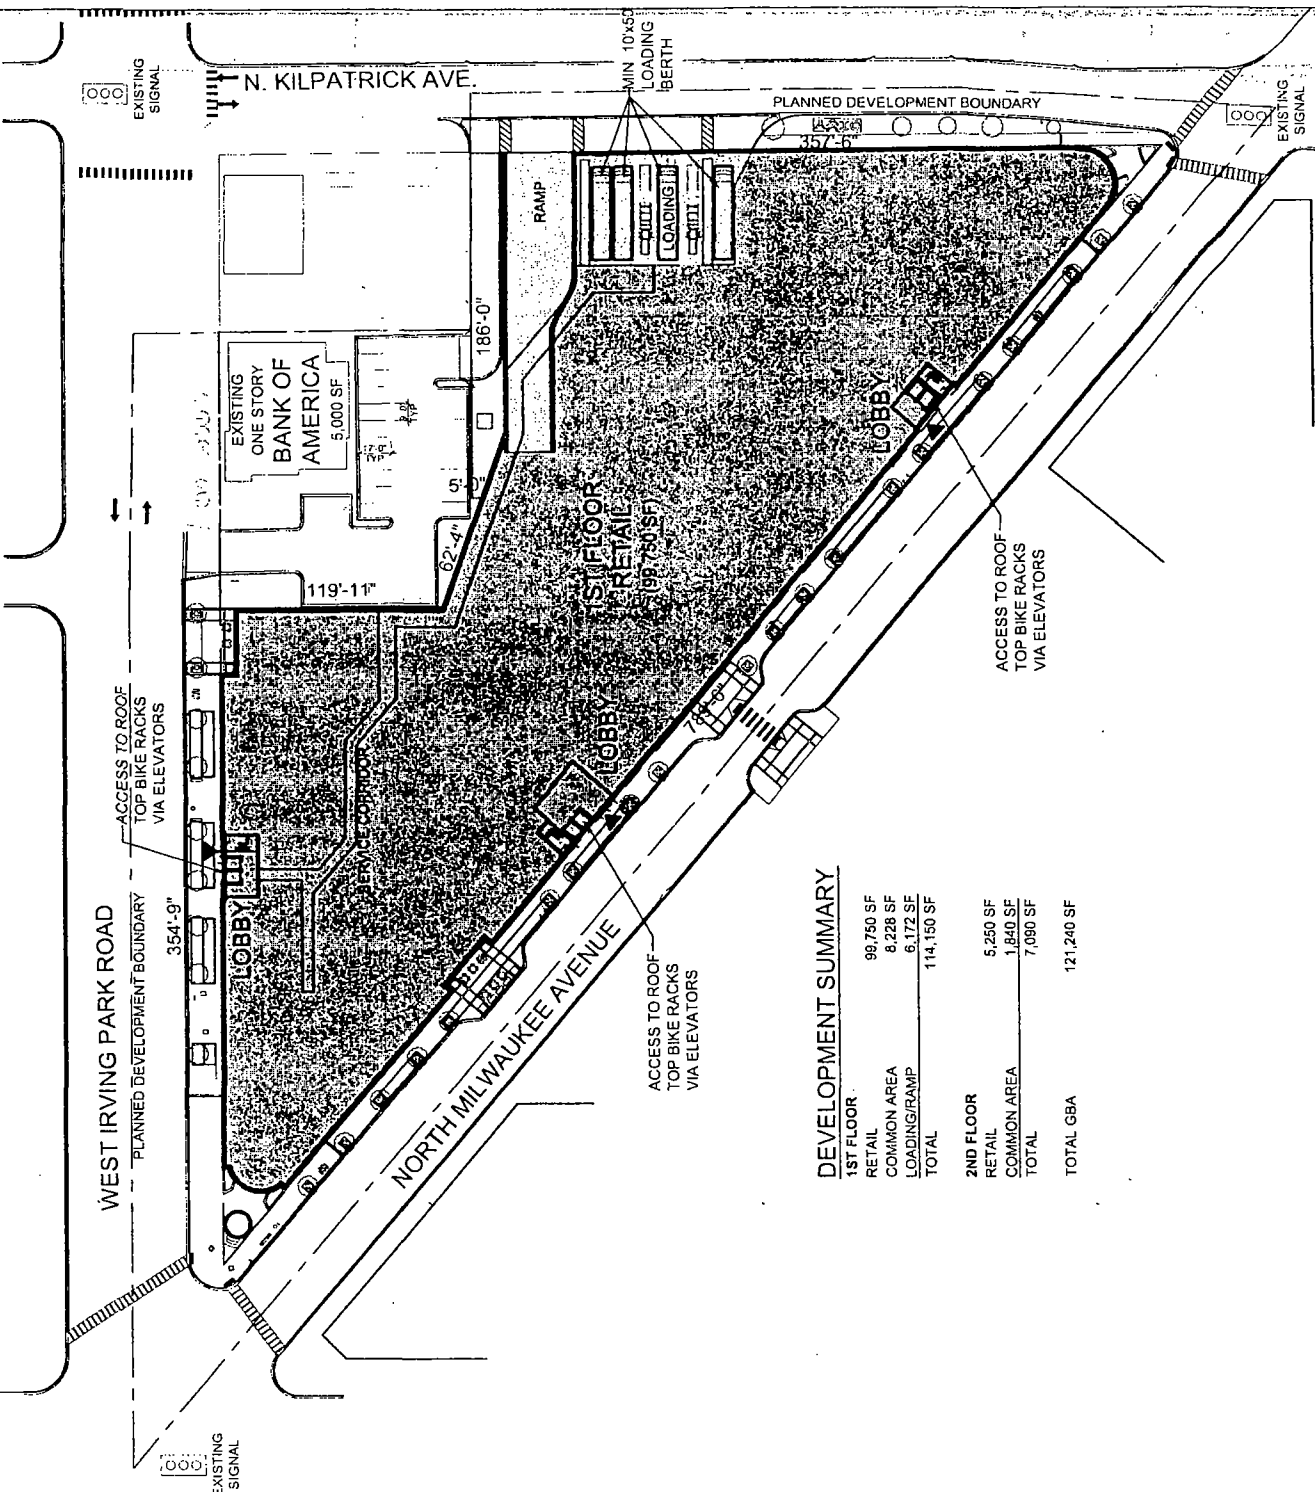 EXISTING
SIGNAL
N. KILPATRICK AVE.
MIN 10'x50
LOADING
BERTH
PLANNED DEVELOPMENT BOUNDARY
EXISTING
SIGNAL
357'-6"
RAMP
LOADING
186'-0"
EXISTING
ONE STORY
BANK OF
AMERICA
5,000 SF
5'-0"
62'-4"
119'-11"
1ST FLOOR
RETAIL
(99,750 SF)
LOBBY
ACCESS TO ROOF
TOP BIKE RACKS
VIA ELEVATORS
ACCESS TO ROOF
TOP BIKE RACKS
VIA ELEVATORS
SERVICE CORRIDOR
LOBBY
LOBBY
354'-9"
WEST IRVING PARK ROAD
PLANNED DEVELOPMENT BOUNDARY
NORTH MILWAUKEE AVENUE
ACCESS TO ROOF
TOP BIKE RACKS
VIA ELEVATORS
DEVELOPMENT SUMMARY
1ST FLOOR
RETAIL 99,750 SF
COMMON AREA 8,228 SF
LOADING/RAMP 6,172 SF
TOTAL 114,150 SF
2ND FLOOR
RETAIL 5,250 SF
COMMON AREA 1,840 SF
TOTAL 7,090 SF
TOTAL GBA 121,240 SF
EXISTING
SIGNAL